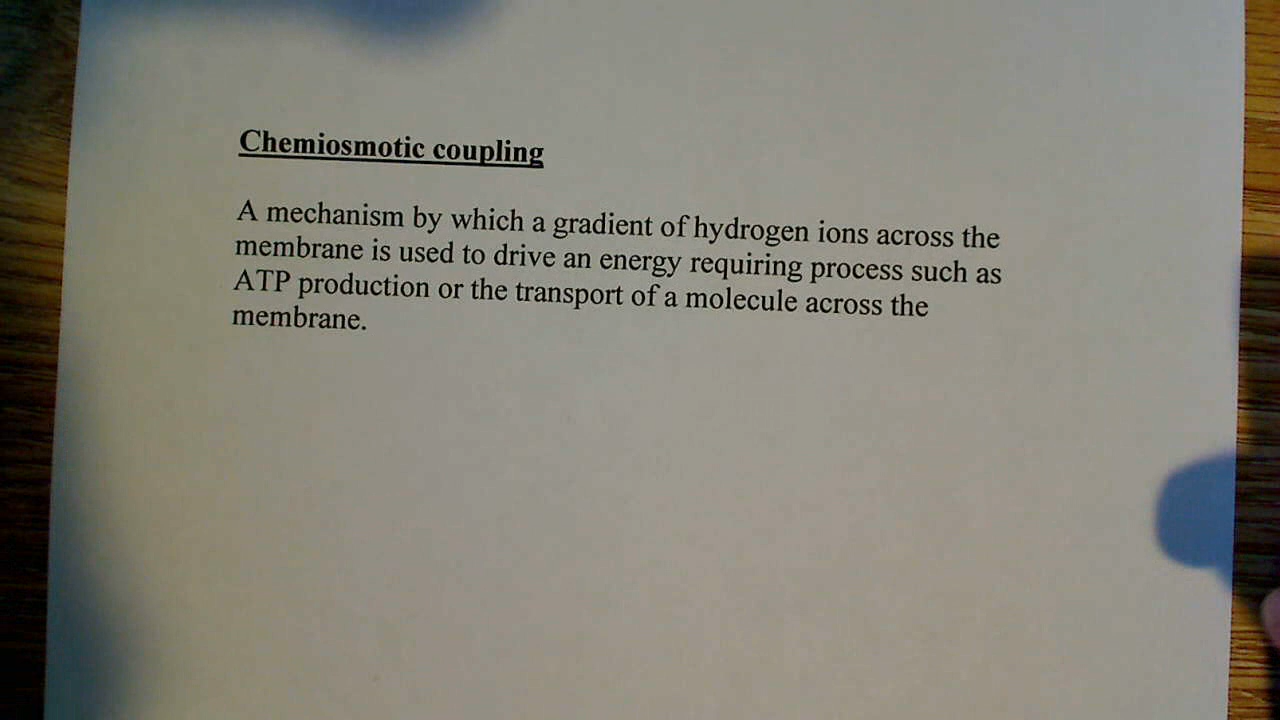 Chemiosmotic coupling
A mechanism by which a gradient of hydrogen ions across the
membrane is used to drive an energy requiring process such as
ATP production or the transport of a molecule across the
membrane.